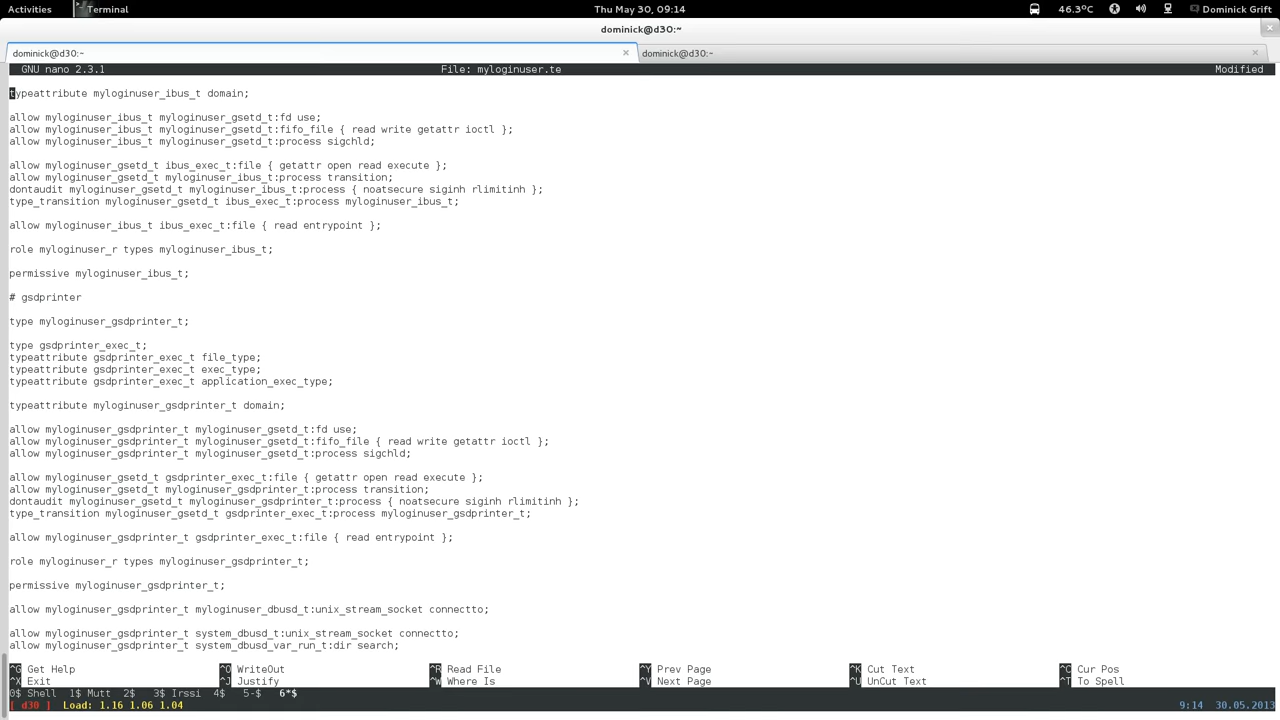 Activities Terminal Thu May 30, 09:14 46.3°C Dominick Grift
dominick@d30:~
dominick@d30:~ × dominick@d30:~ ×
GNU nano 2.3.1 File: myloginuser.te Modified
typeattribute myloginuser_ibus_t domain;
allow myloginuser_ibus_t myloginuser_gsetd_t:fd use;
allow myloginuser_ibus_t myloginuser_gsetd_t:fifo_file { read write getattr ioctl };
allow myloginuser_ibus_t myloginuser_gsetd_t:process sigchld;
allow myloginuser_gsetd_t ibus_exec_t:file { getattr open read execute };
allow myloginuser_gsetd_t myloginuser_ibus_t:process transition;
dontaudit myloginuser_gsetd_t myloginuser_ibus_t:process { noatsecure siginh rlimitinh };
type_transition myloginuser_gsetd_t ibus_exec_t:process myloginuser_ibus_t;
allow myloginuser_ibus_t ibus_exec_t:file { read entrypoint };
role myloginuser_r types myloginuser_ibus_t;
permissive myloginuser_ibus_t;
# gsdprinter
type myloginuser_gsdprinter_t;
type gsdprinter_exec_t;
typeattribute gsdprinter_exec_t file_type;
typeattribute gsdprinter_exec_t exec_type;
typeattribute gsdprinter_exec_t application_exec_type;
typeattribute myloginuser_gsdprinter_t domain;
allow myloginuser_gsdprinter_t myloginuser_gsetd_t:fd use;
allow myloginuser_gsdprinter_t myloginuser_gsetd_t:fifo_file { read write getattr ioctl };
allow myloginuser_gsdprinter_t myloginuser_gsetd_t:process sigchld;
allow myloginuser_gsetd_t gsdprinter_exec_t:file { getattr open read execute };
allow myloginuser_gsetd_t myloginuser_gsdprinter_t:process transition;
dontaudit myloginuser_gsetd_t myloginuser_gsdprinter_t:process { noatsecure siginh rlimitinh };
type_transition myloginuser_gsetd_t gsdprinter_exec_t:process myloginuser_gsdprinter_t;
allow myloginuser_gsdprinter_t gsdprinter_exec_t:file { read entrypoint };
role myloginuser_r types myloginuser_gsdprinter_t;
permissive myloginuser_gsdprinter_t;
allow myloginuser_gsdprinter_t myloginuser_dbusd_t:unix_stream_socket connectto;
allow myloginuser_gsdprinter_t system_dbusd_t:unix_stream_socket connectto;
allow myloginuser_gsdprinter_t system_dbusd_var_run_t:dir search;
^G Get Help ^O WriteOut ^R Read File ^Y Prev Page ^K Cut Text ^C Cur Pos
^X Exit ^J Justify ^W Where Is ^V Next Page ^U UnCut Text ^T To Spell
0$ Shell 1$ Mutt 2$ 3$ Irssi 4$ 5-$ 6*$
[ d30 ] Load: 1.16 1.06 1.04 9:14 30.05.2013